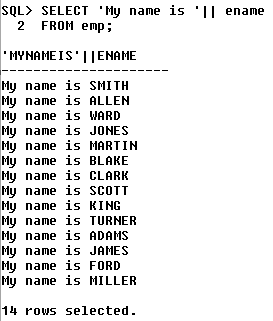 SQL> SELECT 'My name is '|| ename
  2  FROM emp;
'MYNAMEIS'||ENAME
---------------------
My name is SMITH
My name is ALLEN
My name is WARD
My name is JONES
My name is MARTIN
My name is BLAKE
My name is CLARK
My name is SCOTT
My name is KING
My name is TURNER
My name is ADAMS
My name is JAMES
My name is FORD
My name is MILLER
14 rows selected.